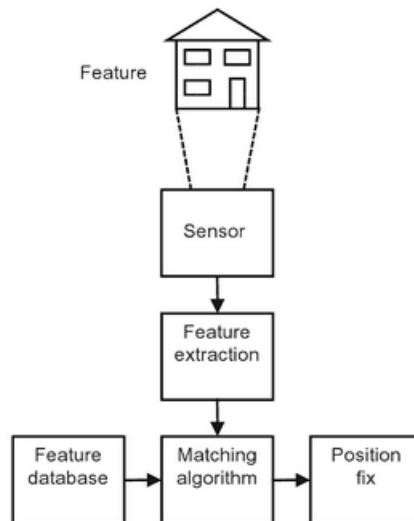 Feature
Sensor
Feature
extraction
Feature
database
Matching
algorithm
Position
fix